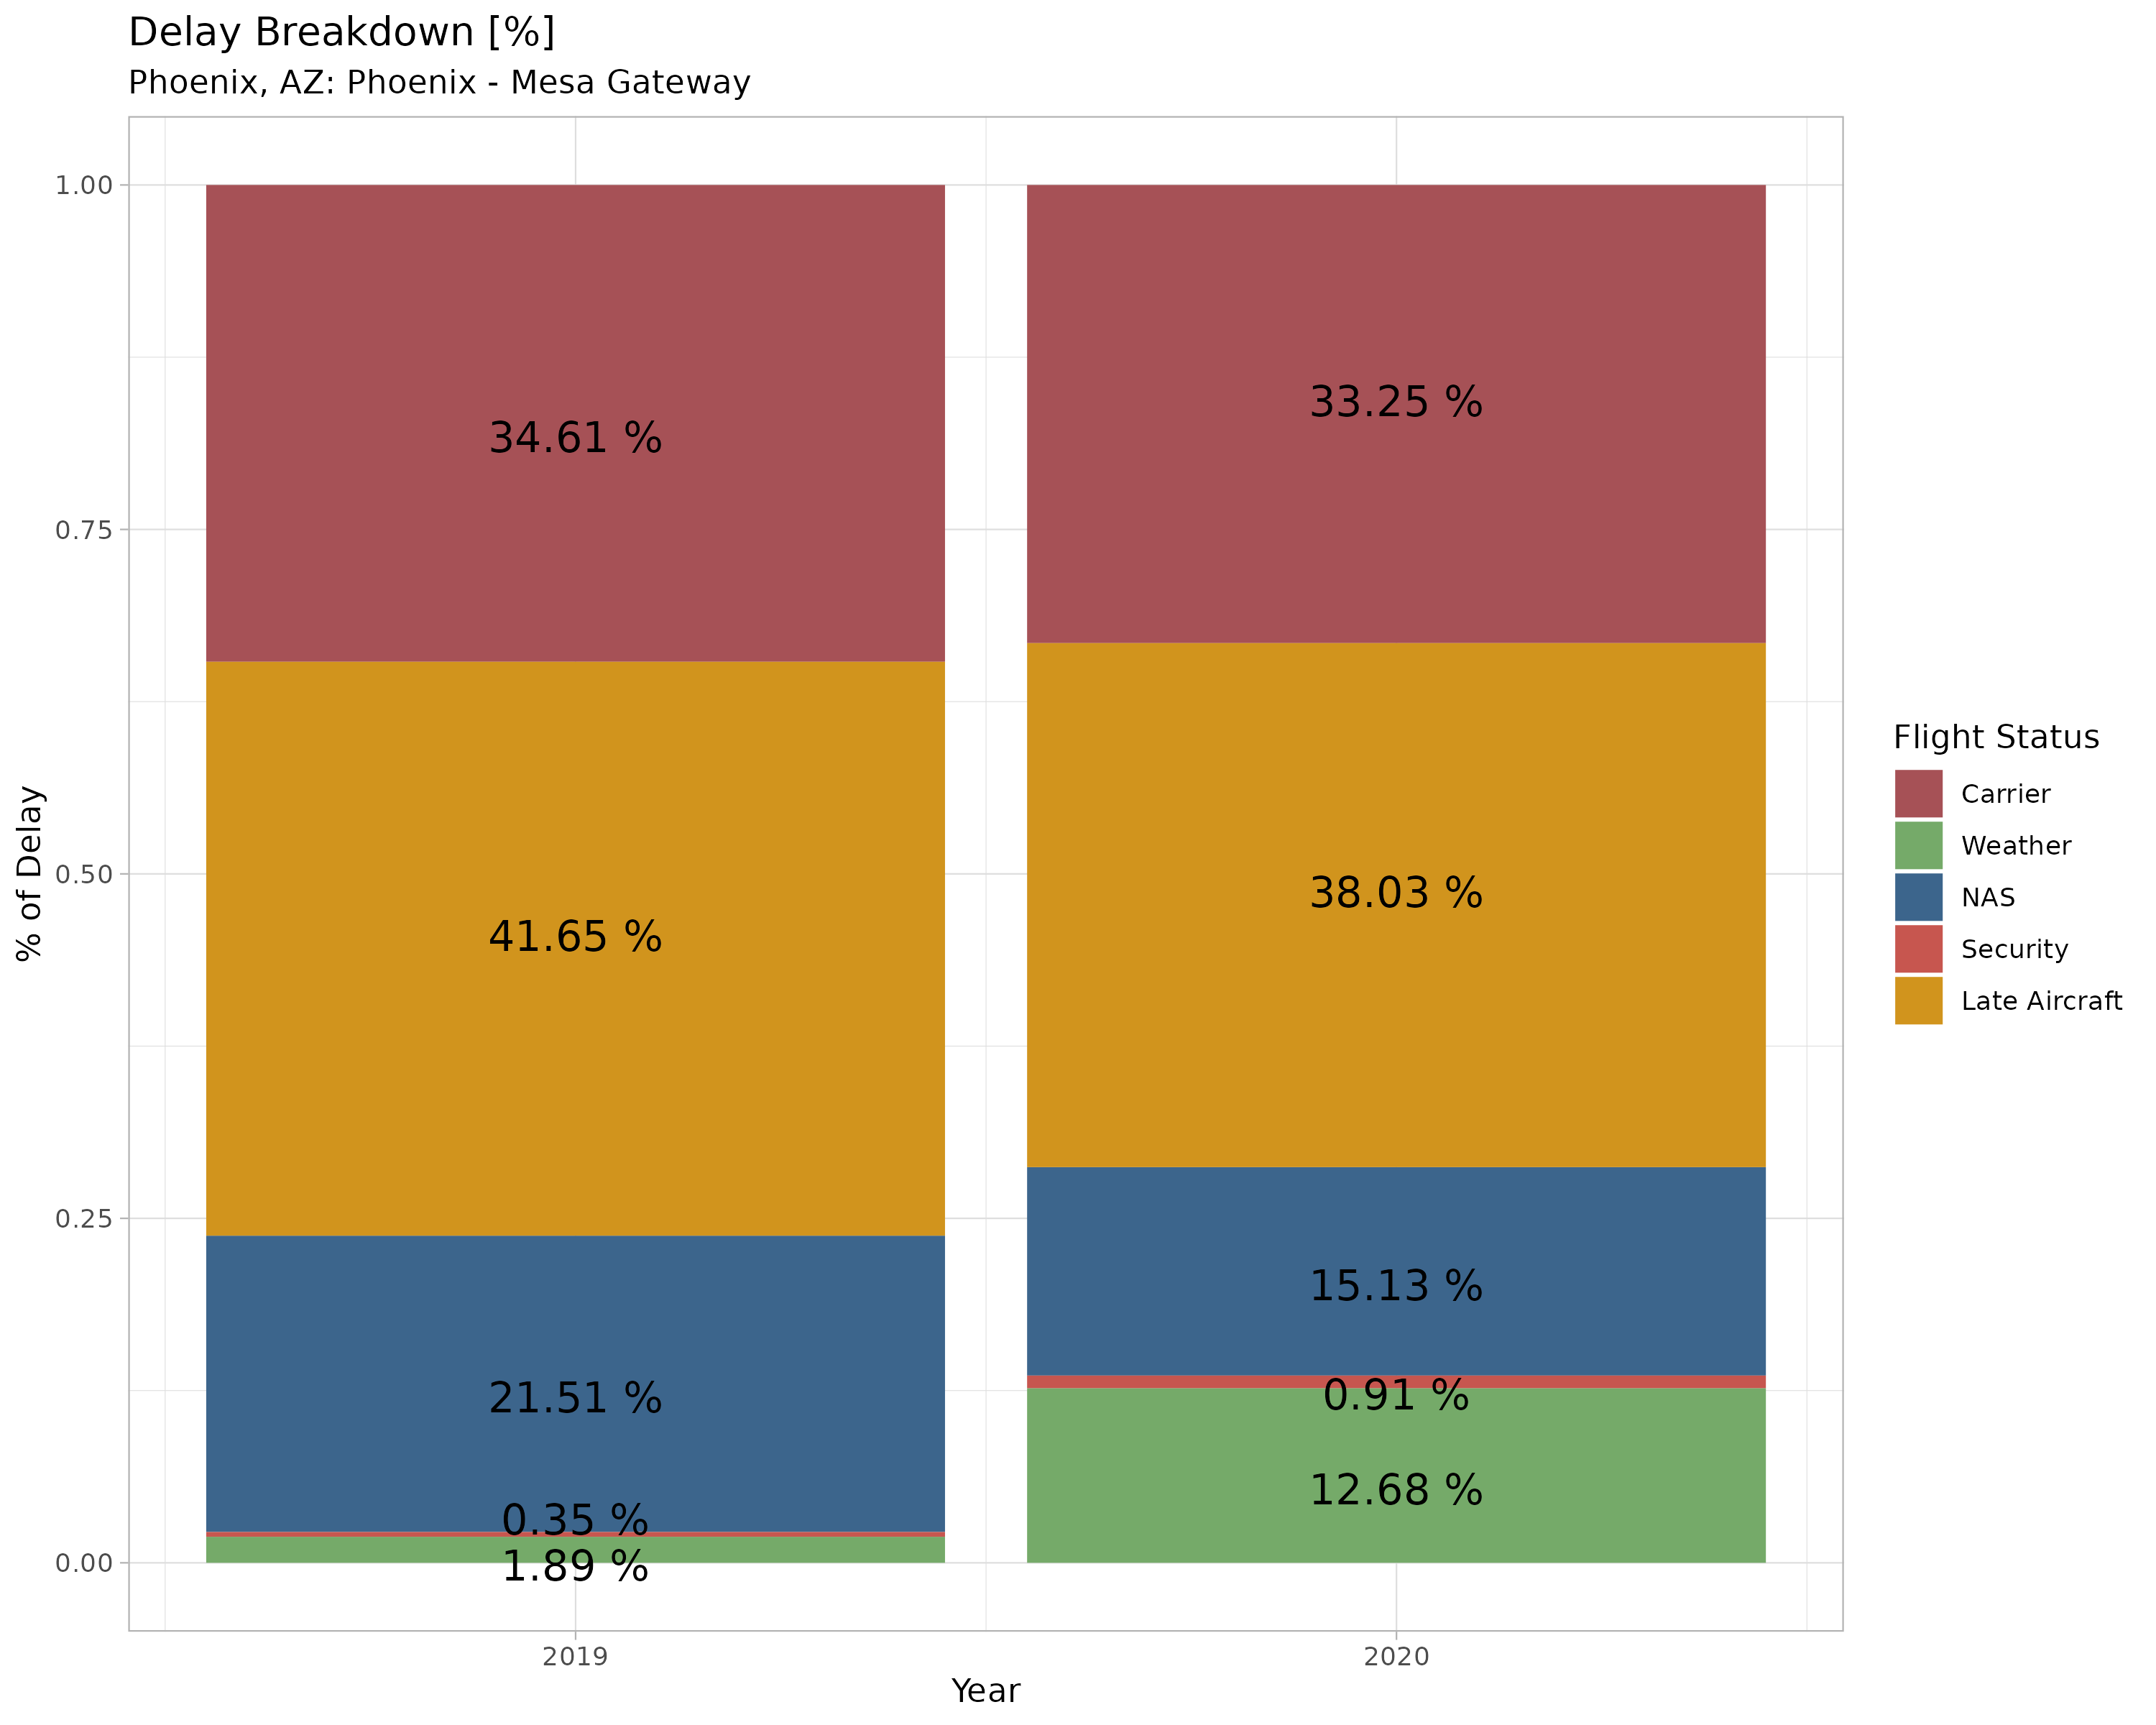 Delay Breakdown [%]
Phoenix, AZ: Phoenix - Mesa Gateway
% of Delay
1.00
0.75
0.50
0.25
0.00
34.61 %
41.65 %
21.51 %
0.35 %
1.89 %
33.25 %
38.03 %
15.13 %
0.91 %
12.68 %
2019
2020
Year
Flight Status
Carrier
Weather
NAS
Security
Late Aircraft